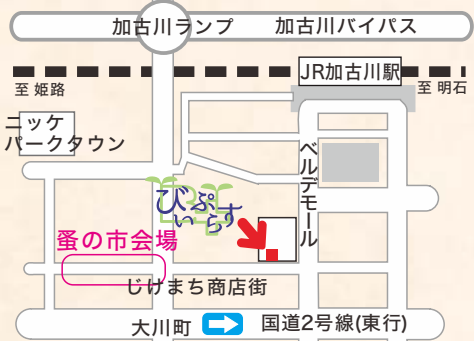 加古川ランプ
加古川バイパス
JR加古川駅
至 姫路
至 明石
ニッケ
パークタウン
ベルデモール
びぷれ
いらす
蚤の市会場
じけまち商店街
大川町
国道2号線(東行)